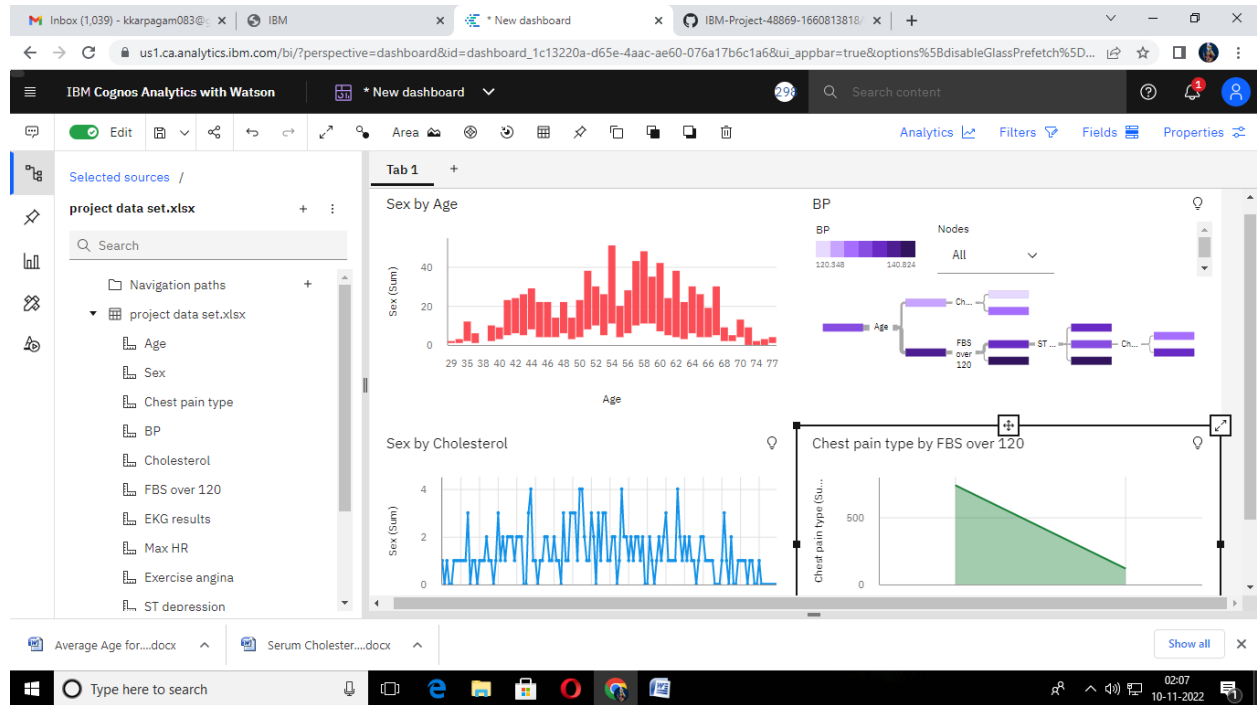 Inbox (1,039) - kkarpagam083@g
IBM
* New dashboard
IBM-Project-48869-1660813818/
us1.ca.analytics.ibm.com/bi/?perspective=dashboard&id=dashboard_1c13220a-d65e-4aac-ae60-076a17b6c1a6&ui_appbar=true&options%5BdisableGlassPrefetch%5D...
IBM Cognos Analytics with Watson
* New dashboard
298
Search content
1
Edit
Area
Analytics
Filters
Fields
Properties
Selected sources /
project data set.xlsx
Search
Navigation paths
project data set.xlsx
Age
Sex
Chest pain type
BP
Cholesterol
FBS over 120
EKG results
Max HR
Exercise angina
ST depression
Tab 1
Sex by Age
Sex (Sum)
40
20
0
29 35 38 40 42 44 46 48 50 52 54 56 58 60 62 64 66 68 70 74 77
Age
BP
BP
120.348 140.824
Nodes
All
Age
Ch...
FBS
over
120
ST ...
Ch...
Sex by Cholesterol
Sex (Sum)
4
2
0
Chest pain type by FBS over 120
Chest pain type (Su...
500
0
Average Age for....docx
Serum Cholester....docx
Show all
Type here to search
02:07
10-11-2022
1